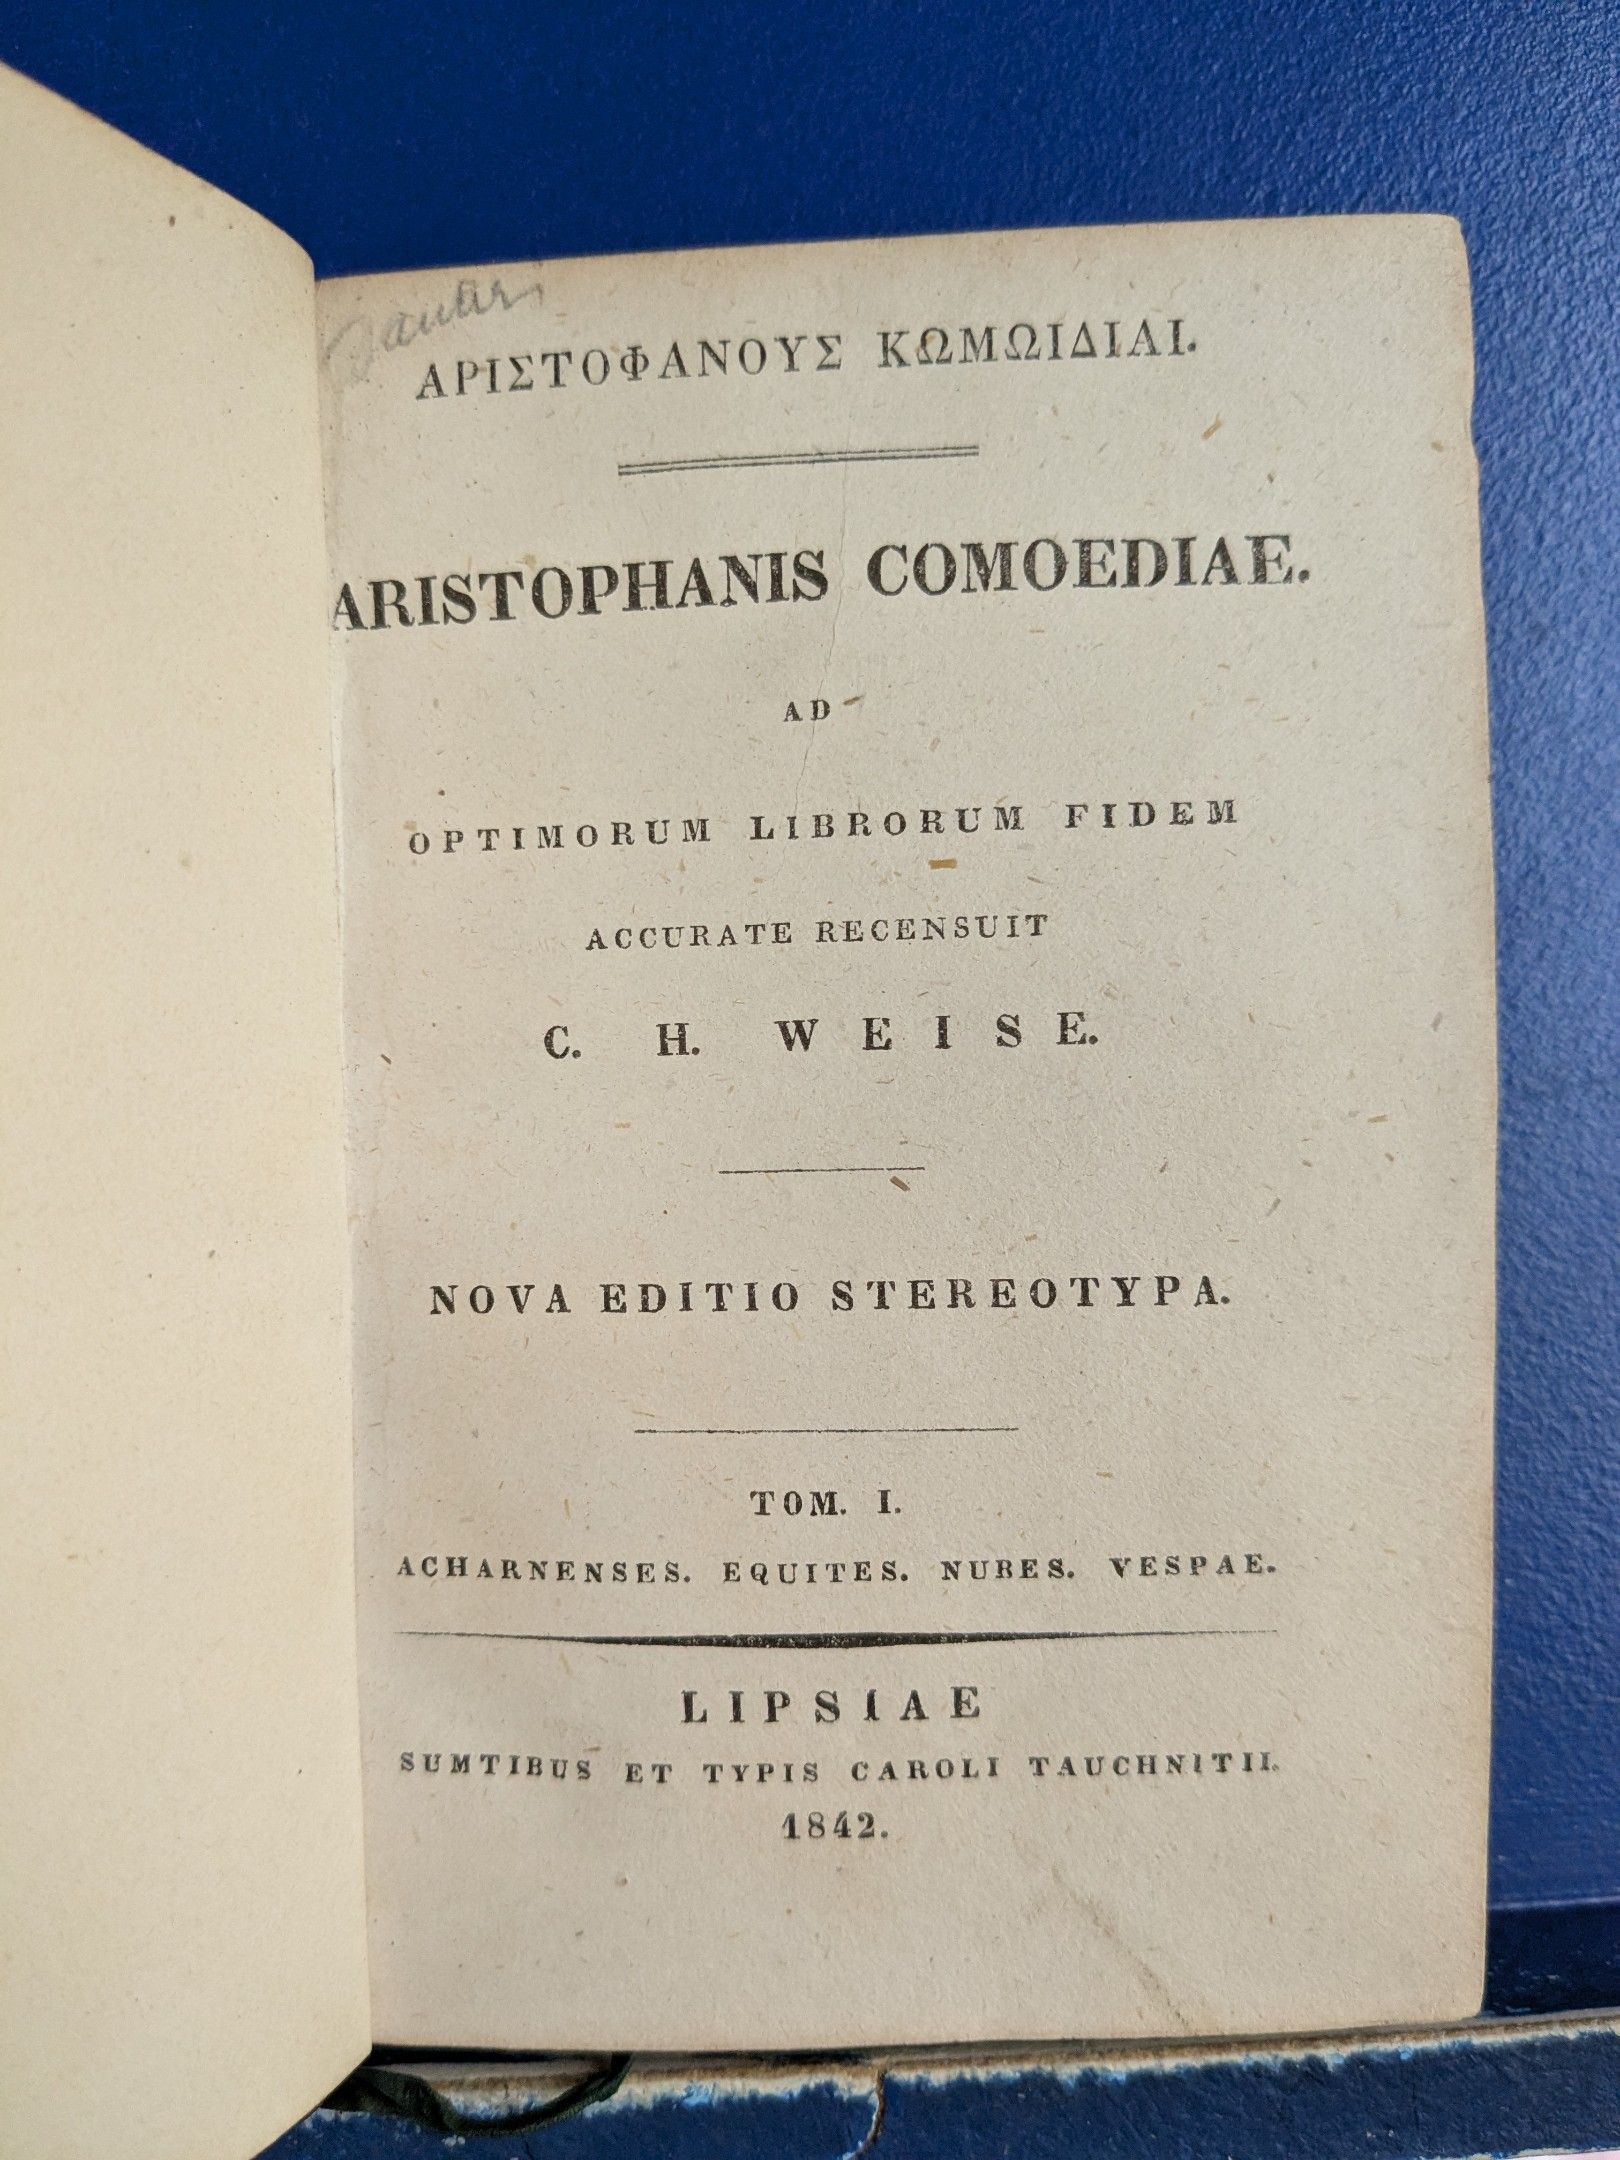 ΑΡΙΣΤΟΦΑΝΟΥΣ ΚΩΜΩΙΔΙΑΙ.
ARISTOPHANIS COMOEDIAE.
AD
OPTIMORUM LIBRORUM FIDEM
ACCURATE RECENSUIT
C. H. WEISE.
NOVA EDITIO STEREOTYPA.
TOM. I.
ACHARNENSES. EQUITES. NUBES. VESPAE.
LIPSIAE
SUMTIBUS ET TYPIS CAROLI TAUCHNITII.
1842.